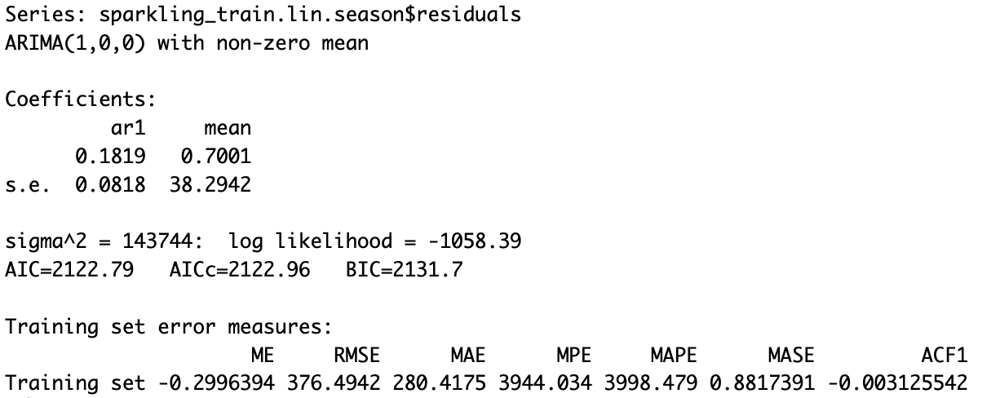 Series: sparkling_train.lin.season$residuals
ARIMA(1,0,0) with non-zero mean
Coefficients:
ar1 mean
0.1819 0.7001
s.e. 0.0818 38.2942
sigma^2 = 143744: log likelihood = -1058.39
AIC=2122.79 AICc=2122.96 BIC=2131.7
Training set error measures:
ME RMSE MAE MPE MAPE MASE ACF1
Training set -0.2996394 376.4942 280.4175 3944.034 3998.479 0.8817391 -0.003125542